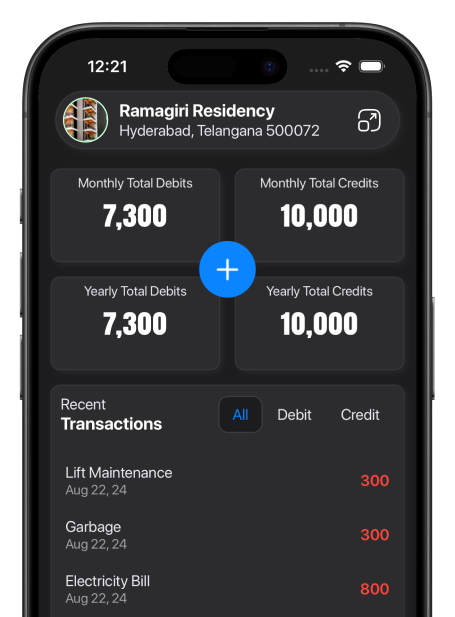 12:21
Ramagiri Residency
Hyderabad, Telangana 500072
Monthly Total Debits
7,300
Monthly Total Credits
10,000
Yearly Total Debits
7,300
Yearly Total Credits
10,000
Recent
Transactions
All Debit Credit
Lift Maintenance
Aug 22, 24
300
Garbage
Aug 22, 24
300
Electricity Bill
Aug 22, 24
800